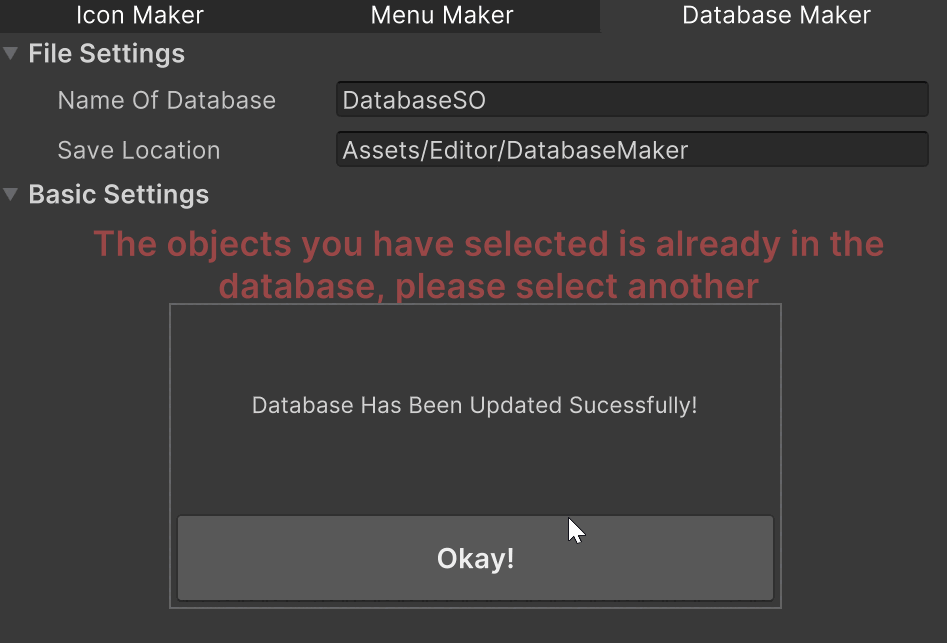 Icon Maker
Menu Maker
Database Maker
File Settings
Name Of Database
DatabaseSO
Save Location
Assets/Editor/DatabaseMaker
Basic Settings
The objects you have selected is already in the
database, please select another
Database Has Been Updated Sucessfully!
Okay!